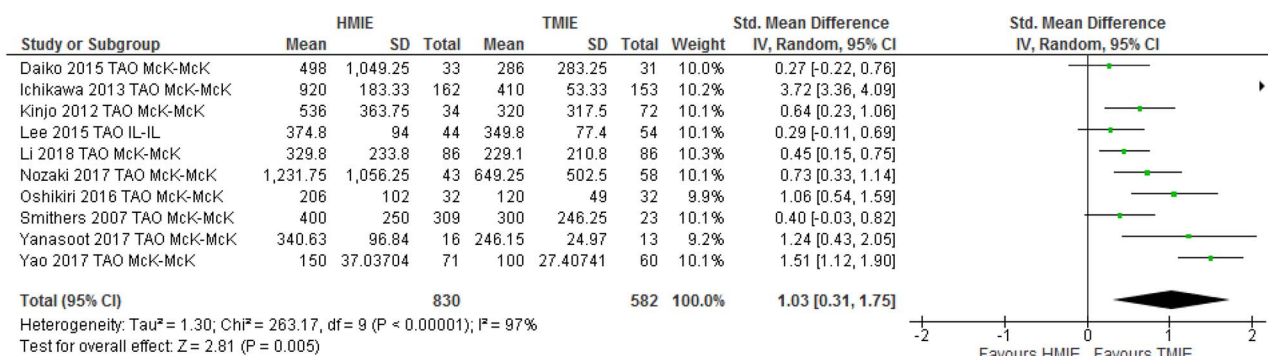 HMIE TMIE Std. Mean Difference Std. Mean Difference
Study or Subgroup Mean SD Total Mean SD Total Weight IV, Random, 95% CI IV, Random, 95% CI
Daiko 2015 TAO McK-McK 498 1,049.25 33 286 283.25 31 10.0% 0.27 [-0.22, 0.76]
Ichikawa 2013 TAO McK-McK 920 183.33 162 410 53.33 153 10.2% 3.72 [3.36, 4.09]
Kinjo 2012 TAO McK-McK 536 363.75 34 320 317.5 72 10.1% 0.64 [0.23, 1.06]
Lee 2015 TAO IL-IL 374.8 94 44 349.8 77.4 54 10.1% 0.29 [-0.11, 0.69]
Li 2018 TAO McK-McK 329.8 233.8 86 229.1 210.8 86 10.3% 0.45 [0.15, 0.75]
Nozaki 2017 TAO McK-McK 1,231.75 1,056.25 43 649.25 502.5 58 10.1% 0.73 [0.33, 1.14]
Oshikiri 2016 TAO McK-McK 206 102 32 120 49 32 9.9% 1.06 [0.54, 1.59]
Smithers 2007 TAO McK-McK 400 250 309 300 246.25 23 10.1% 0.40 [-0.03, 0.82]
Yanasoot 2017 TAO McK-McK 340.63 96.84 16 246.15 24.97 13 9.2% 1.24 [0.43, 2.05]
Yao 2017 TAO McK-McK 150 37.03704 71 100 27.40741 60 10.1% 1.51 [1.12, 1.90]
Total (95% CI) 830 582 100.0% 1.03 [0.31, 1.75]
Heterogeneity: Tau² = 1.30; Chi² = 263.17, df = 9 (P < 0.00001); I² = 97%
Test for overall effect: Z = 2.81 (P = 0.005)
-2 -1 0 1 2
Favours HMIE Favours TMIE